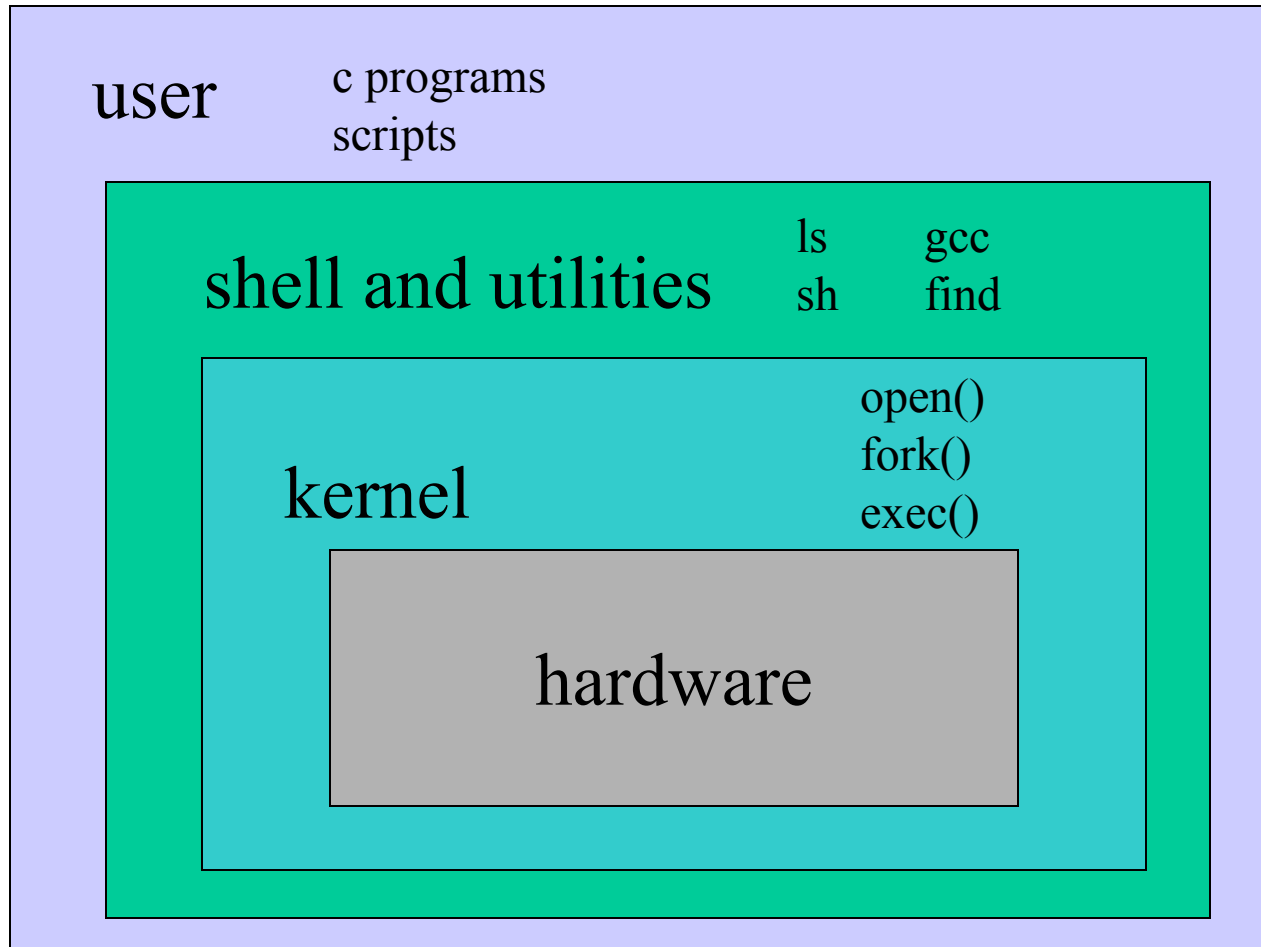 user
c programs
scripts
shell and utilities
ls gcc
sh find
kernel
open()
fork()
exec()
hardware